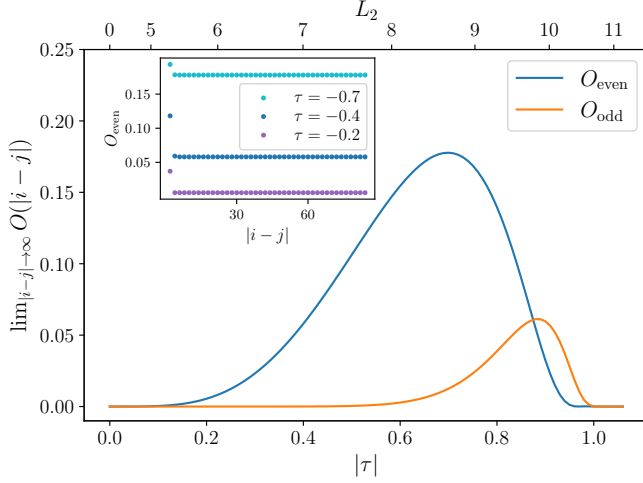 L₂
0 5 6 7 8 9 10 11
0.25
0.20
0.15
0.10
0.05
0.00
lim|i−j|→∞ O(|i − j|)
0.15
0.10
0.05
O_even
τ = −0.7
τ = −0.4
τ = −0.2
30 60
|i − j|
O_even
O_odd
0.0 0.2 0.4 0.6 0.8 1.0
|τ|